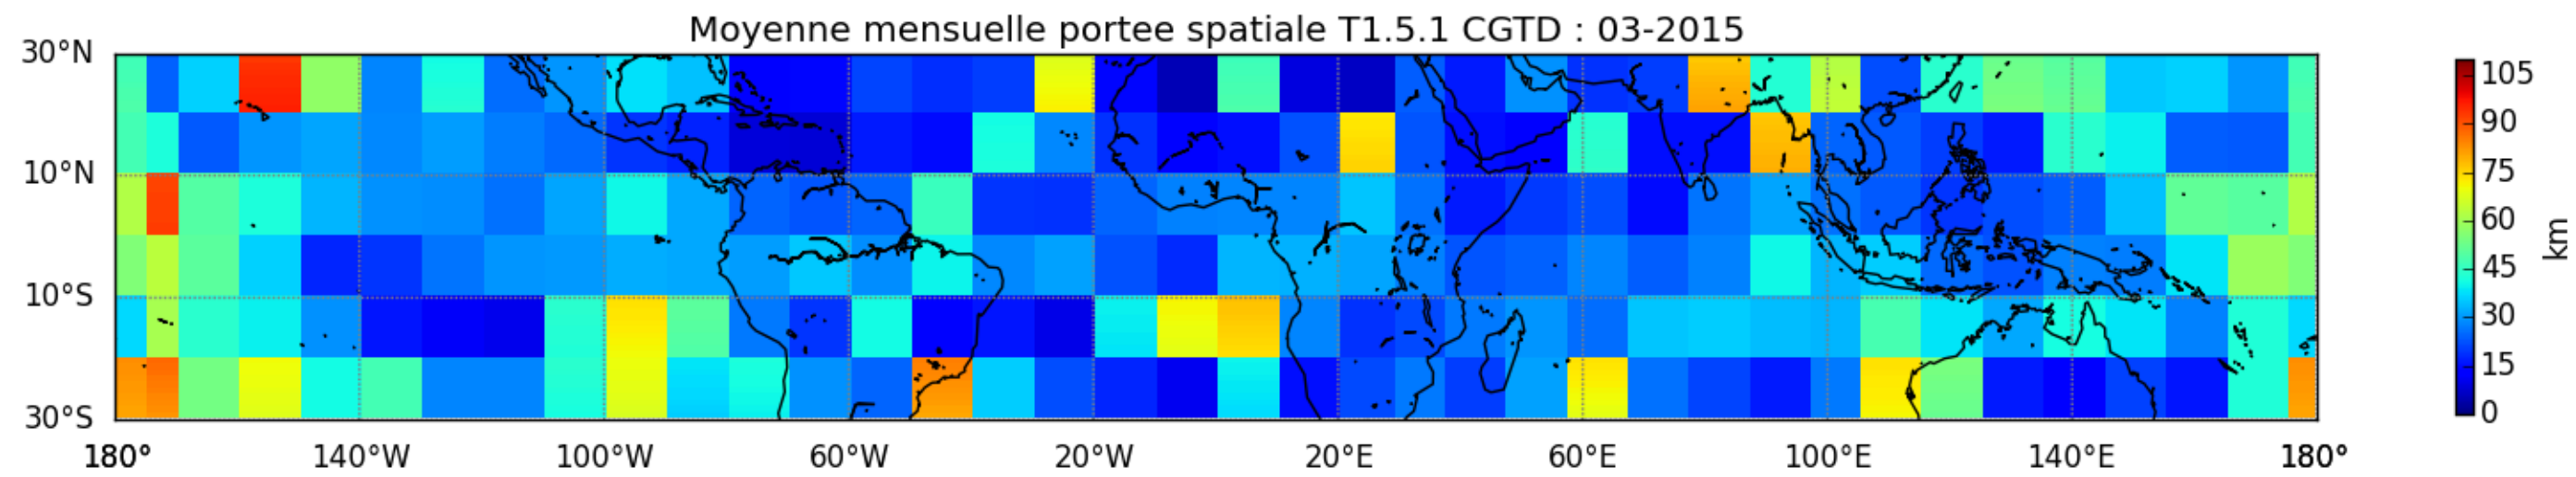 Moyenne mensuelle portee spatiale T1.5.1 CGTD : 03-2015
30°N
10°N
10°S
30°S
180° 140°W 100°W 60°W 20°W 20°E 60°E 100°E 140°E 180°
105
90
75
60
45
30
15
0
km